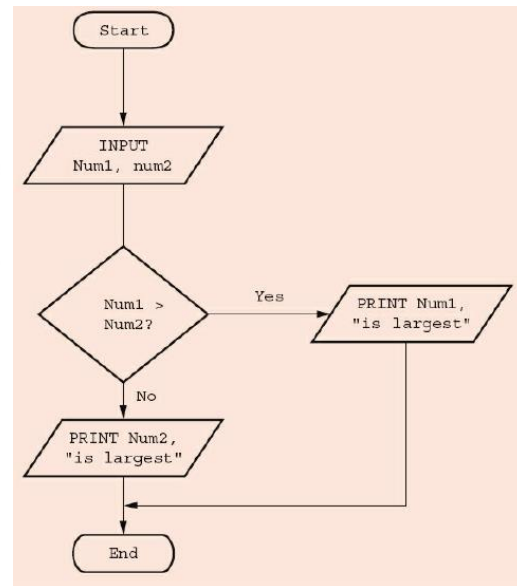 Start
INPUT
Num1, num2
Num1 >
Num2?
Yes
PRINT Num1,
"is largest"
No
PRINT Num2,
"is largest"
End